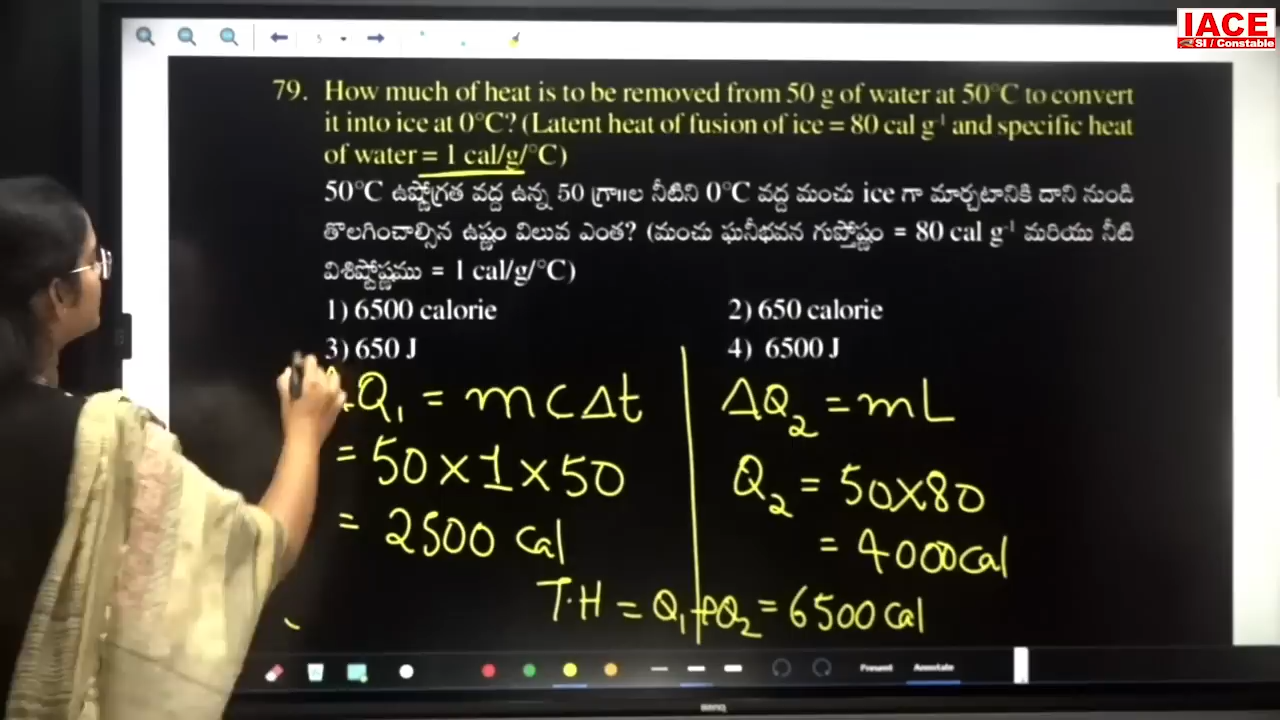 IACE
SI / Constable
79. How much of heat is to be removed from 50 g of water at 50°C to convert
it into ice at 0°C? (Latent heat of fusion of ice = 80 cal g⁻¹ and specific heat
of water = 1 cal/g/°C)
50°C ఉష్ణోగ్రత వద్ద ఉన్న 50 గ్రాııల నీటిని 0°C వద్ద మంచు ice గా మార్చటానికి దాని నుండి
తొలగించాల్సిన ఉష్ణం విలువ ఎంత? (మంచు ఘనీభవన గుప్తోష్ణం = 80 cal g⁻¹ మరియు నీటి
విశిష్టోష్ణము = 1 cal/g/°C)
1) 6500 calorie 2) 650 calorie
3) 650 J 4) 6500 J
Q₁ = mcΔt ΔQ₂ = mL
= 50×1×50 Q₂ = 50×80
= 2500 cal = 4000cal
T.H = Q₁+Q₂ = 6500 cal
Present Annotate
BenQ